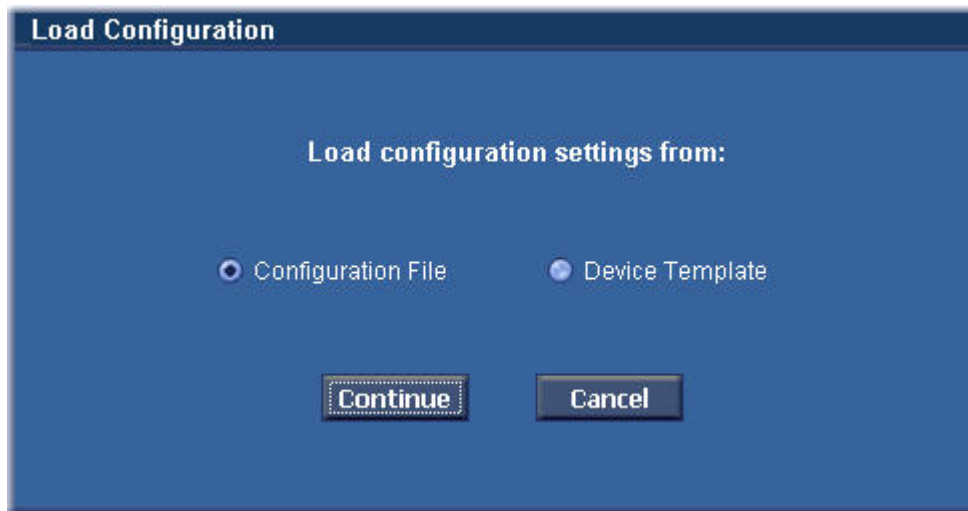 Load Configuration
Load configuration settings from:
Configuration File Device Template
Continue Cancel